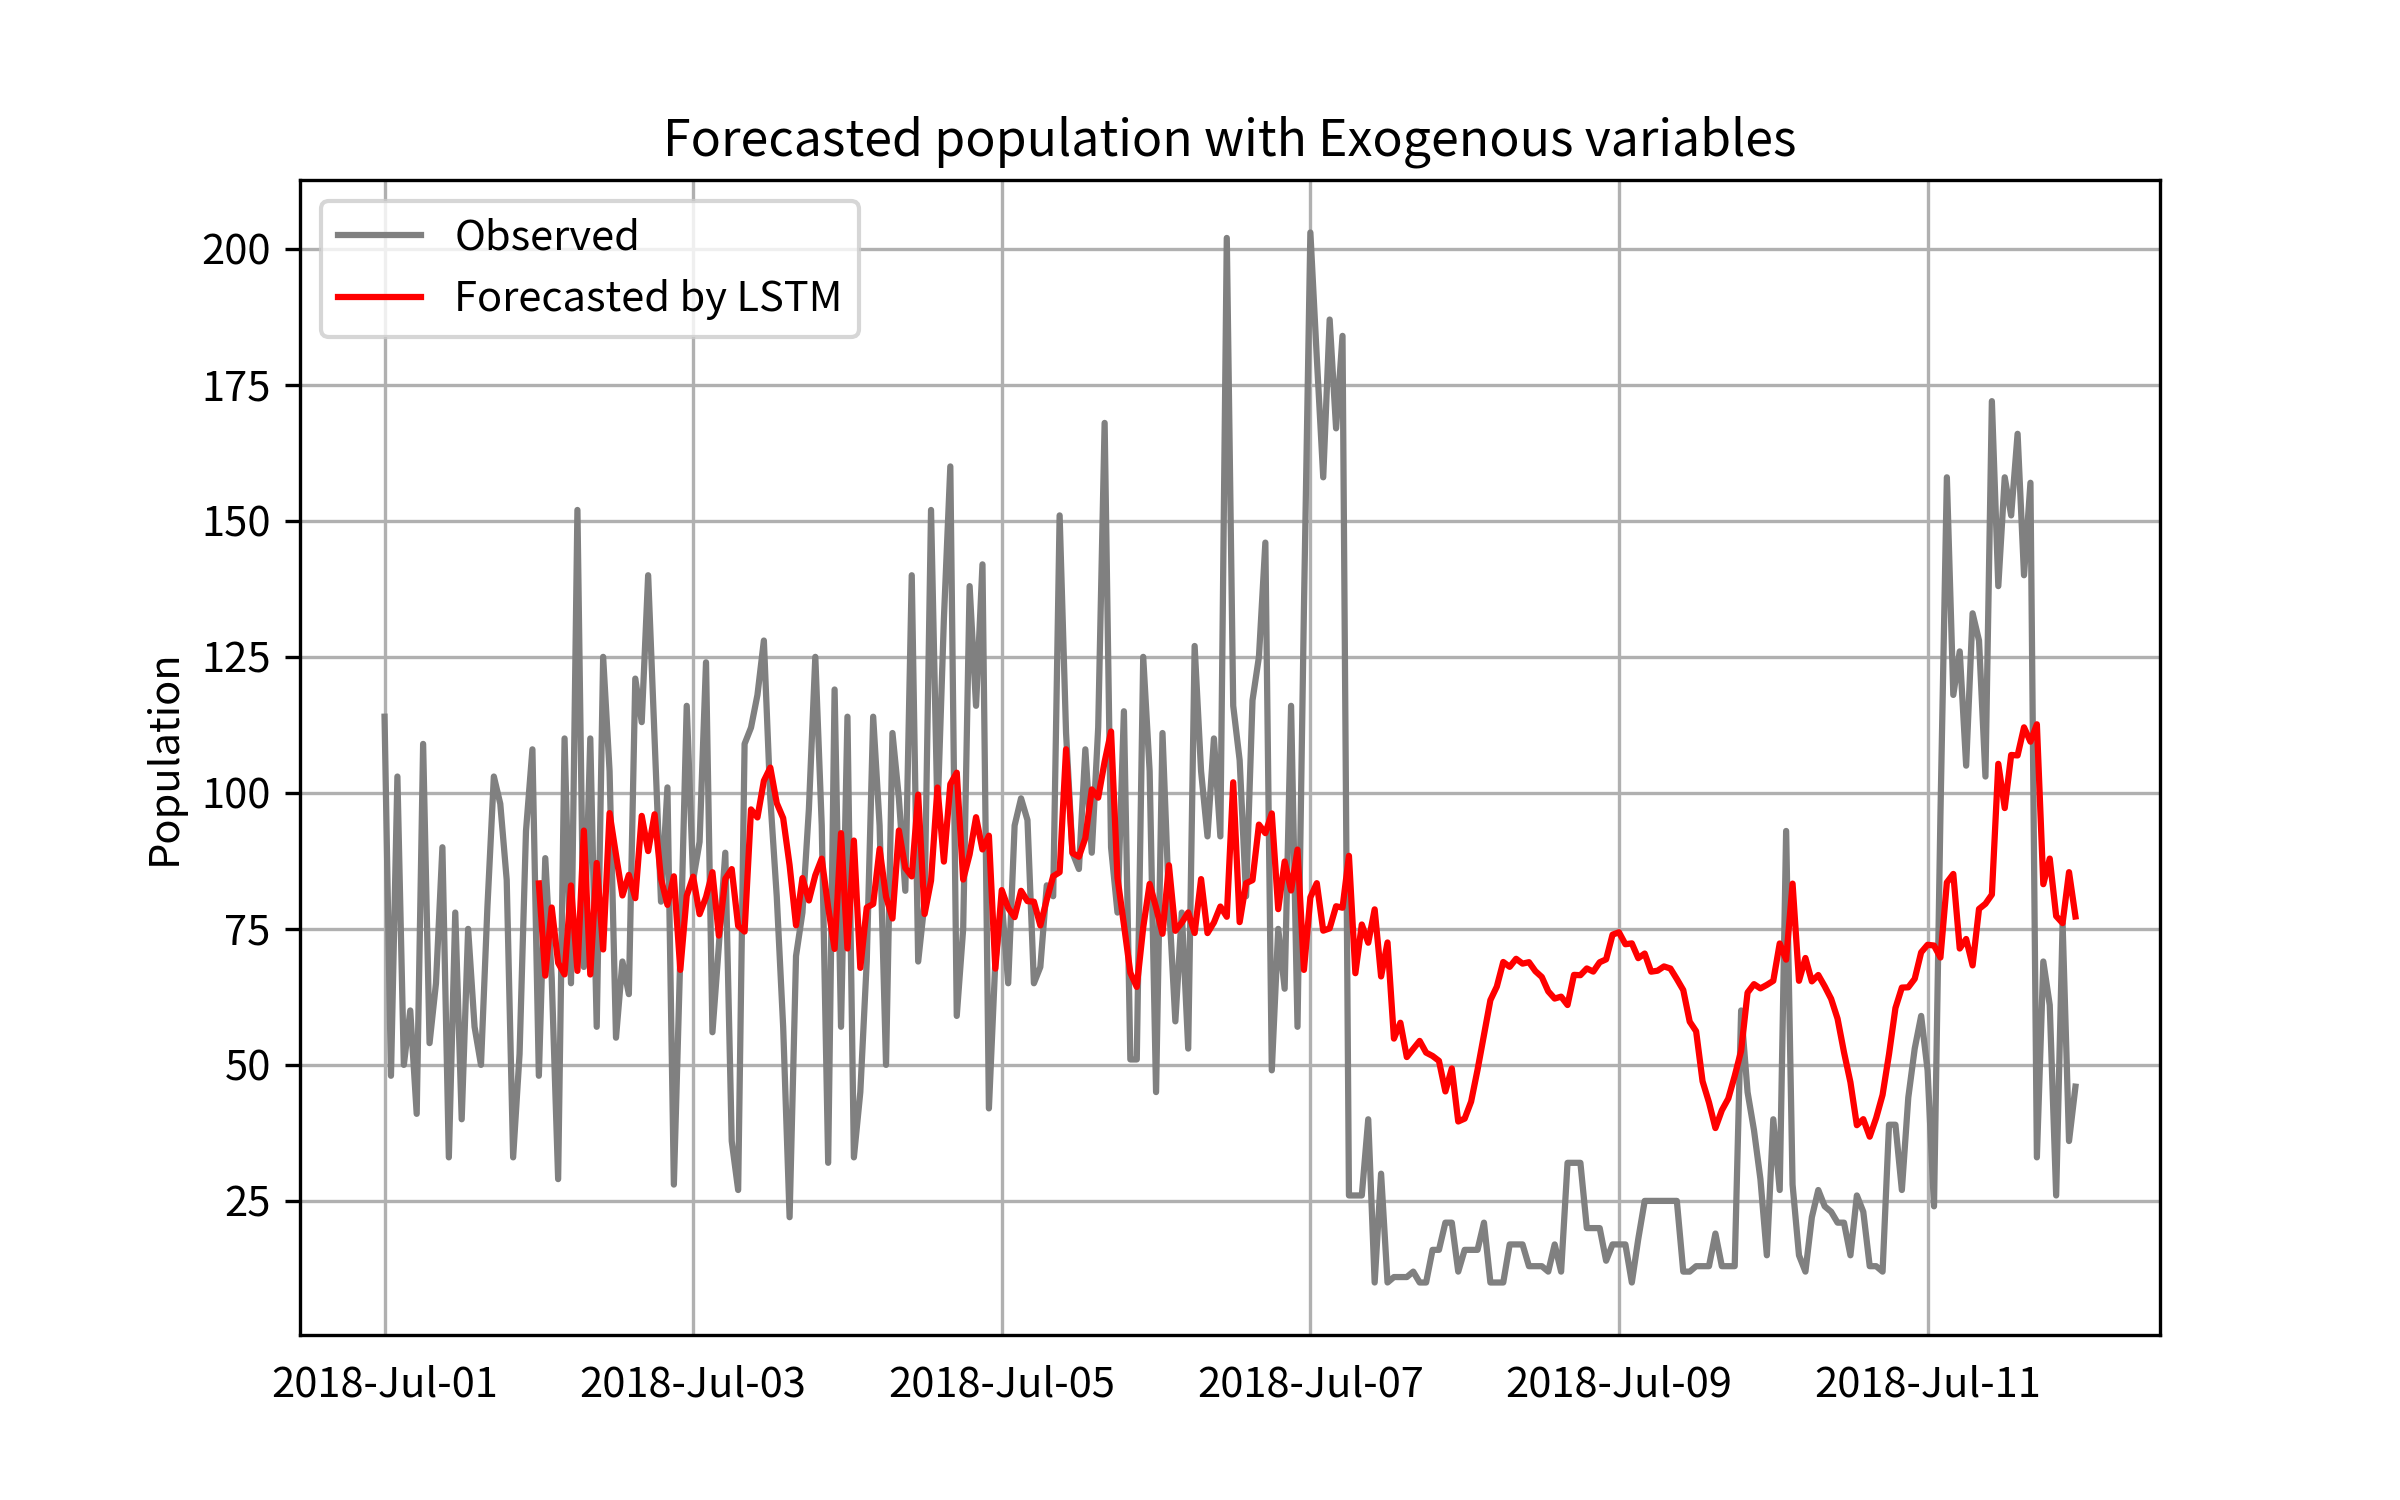 Forecasted population with Exogenous variables
Observed
Forecasted by LSTM
Population
200
175
150
125
100
75
50
25
2018-Jul-01
2018-Jul-03
2018-Jul-05
2018-Jul-07
2018-Jul-09
2018-Jul-11